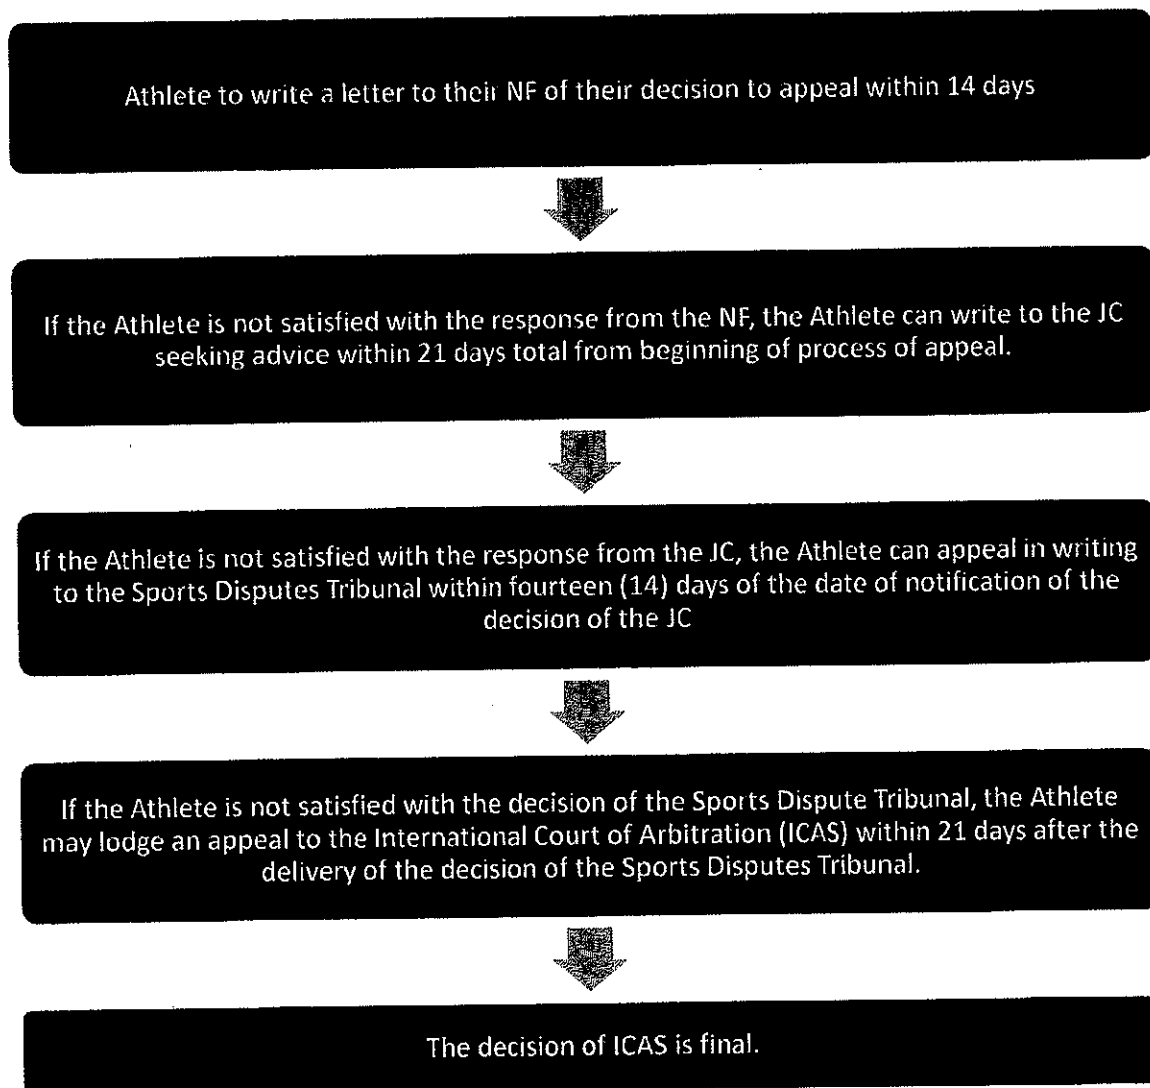 Athlete to write a letter to their NF of their decision to appeal within 14 days
If the Athlete is not satisfied with the response from the NF, the Athlete can write to the JC
seeking advice within 21 days total from beginning of process of appeal.
If the Athlete is not satisfied with the response from the JC, the Athlete can appeal in writing
to the Sports Disputes Tribunal within fourteen (14) days of the date of notification of the
decision of the JC
If the Athlete is not satisfied with the decision of the Sports Dispute Tribunal, the Athlete
may lodge an appeal to the International Court of Arbitration (ICAS) within 21 days after the
delivery of the decision of the Sports Disputes Tribunal.
The decision of ICAS is final.